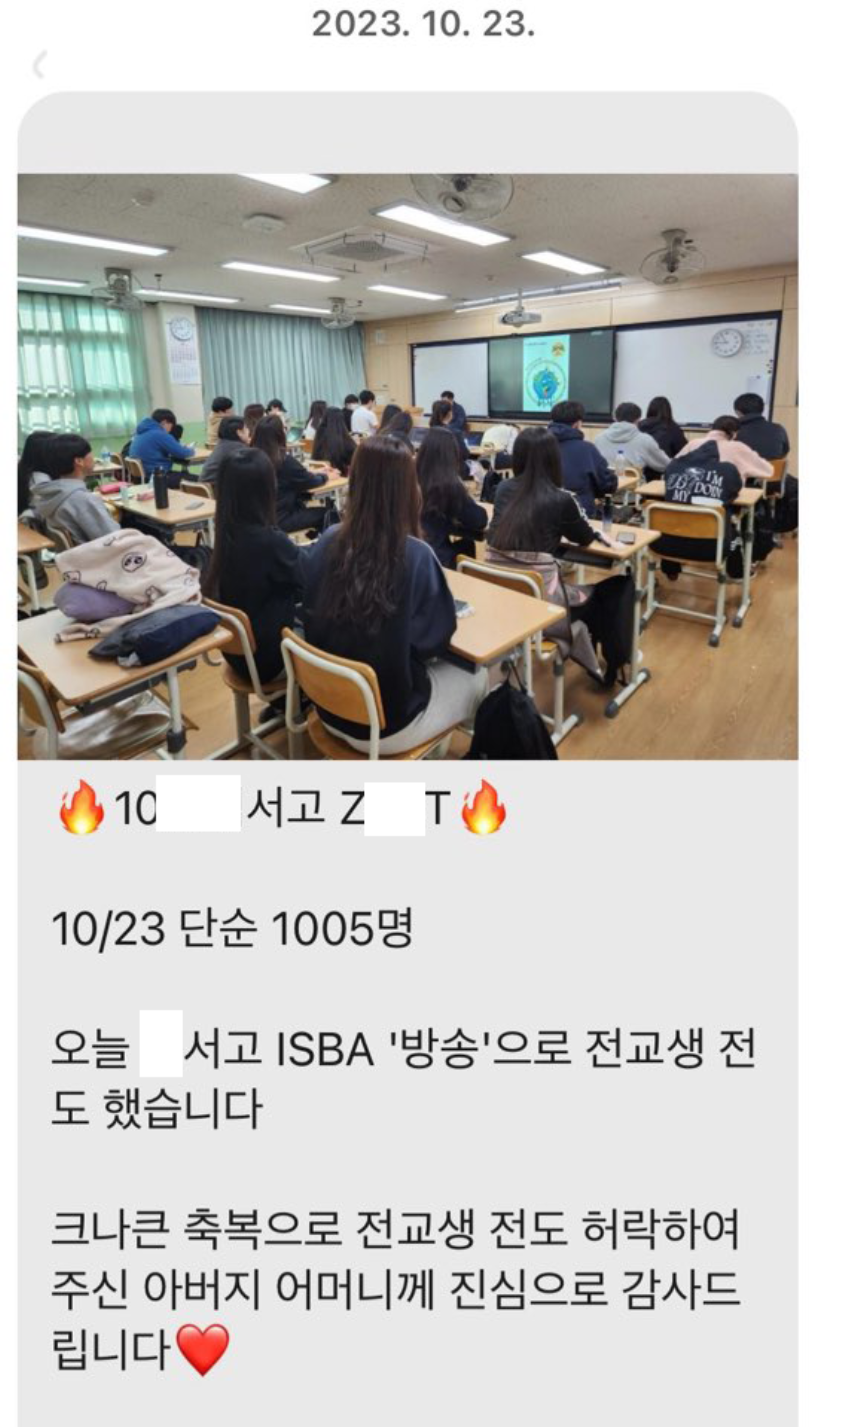 2023. 10. 23.
I'M
MY DOIN
🔥10 서고 Z T🔥
10/23 단순 1005명
오늘 서고 ISBA '방송'으로 전교생 전
도 했습니다
크나큰 축복으로 전교생 전도 허락하여
주신 아버지 어머니께 진심으로 감사드
립니다❤️